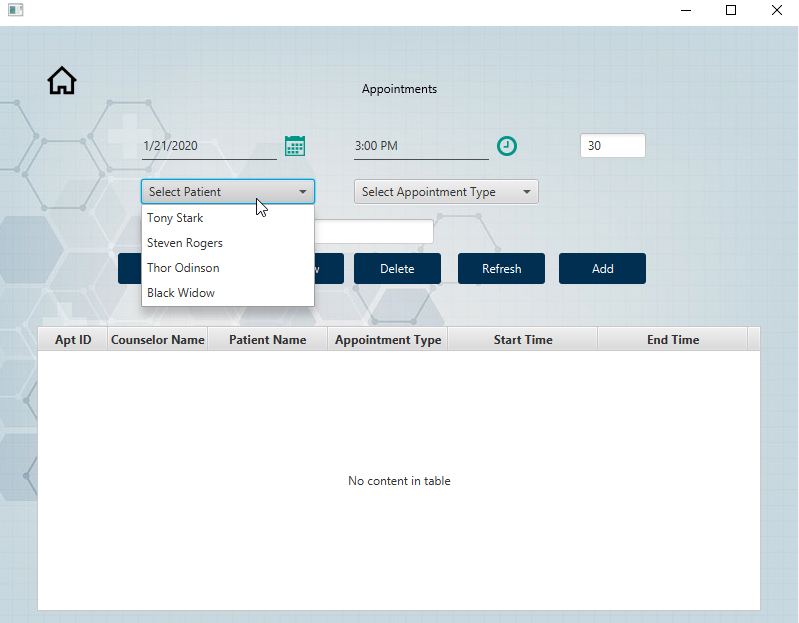 Appointments
1/21/2020 3:00 PM 30
Select Patient Select Appointment Type
Tony Stark
Steven Rogers
Thor Odinson
Delete Refresh Add
Black Widow
Apt ID Counselor Name Patient Name Appointment Type Start Time End Time
No content in table